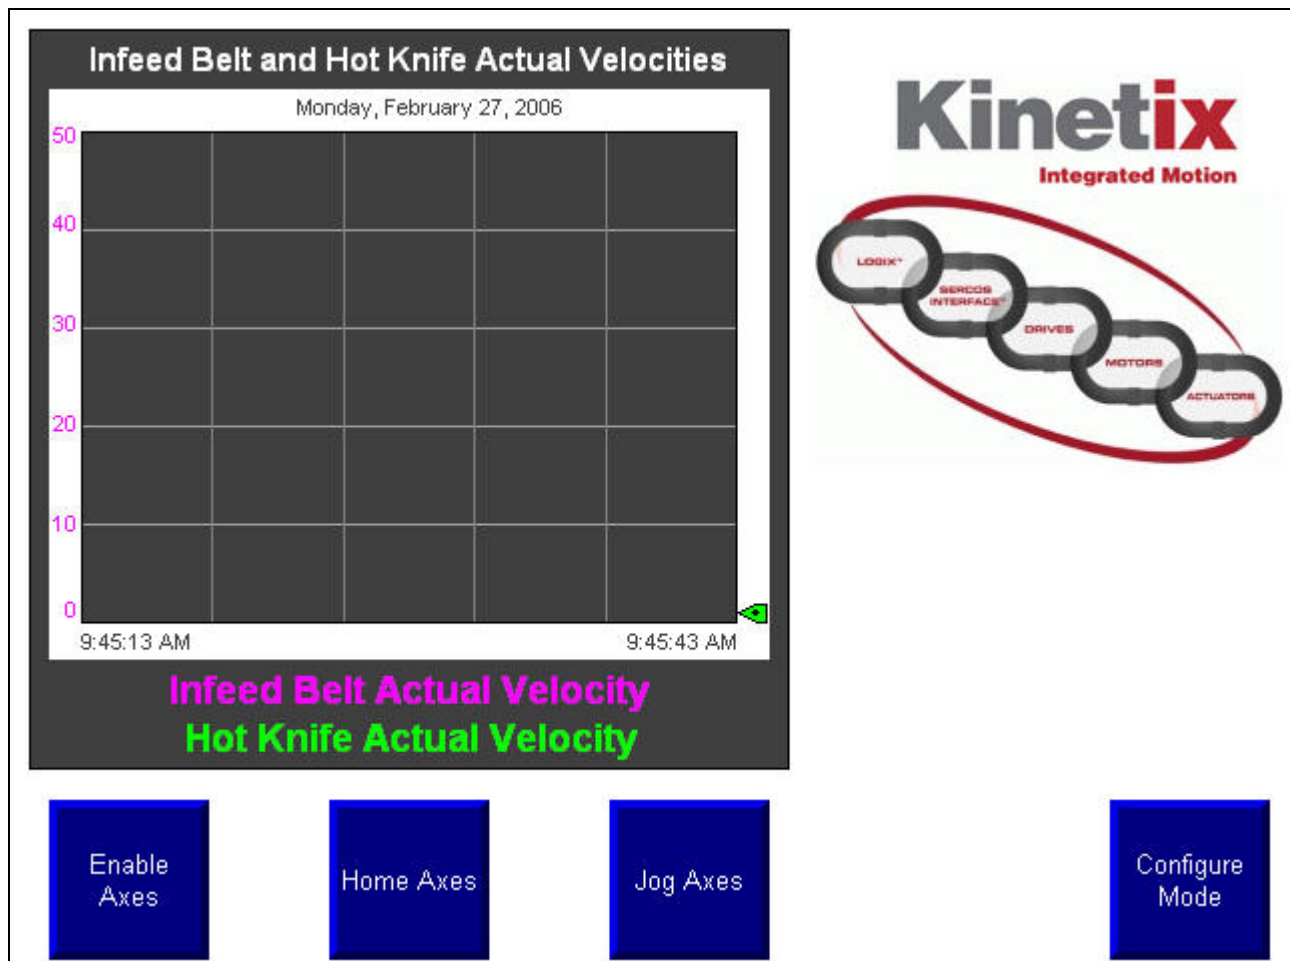 Infeed Belt and Hot Knife Actual Velocities
Monday, February 27, 2006
50
40
30
20
10
0
9:45:13 AM
9:45:43 AM
Infeed Belt Actual Velocity
Hot Knife Actual Velocity
Kinetix
Integrated Motion
LOGIX™
SERCOS
INTERFACE™
DRIVES
MOTORS
ACTUATORS
Enable
Axes
Home Axes
Jog Axes
Configure
Mode